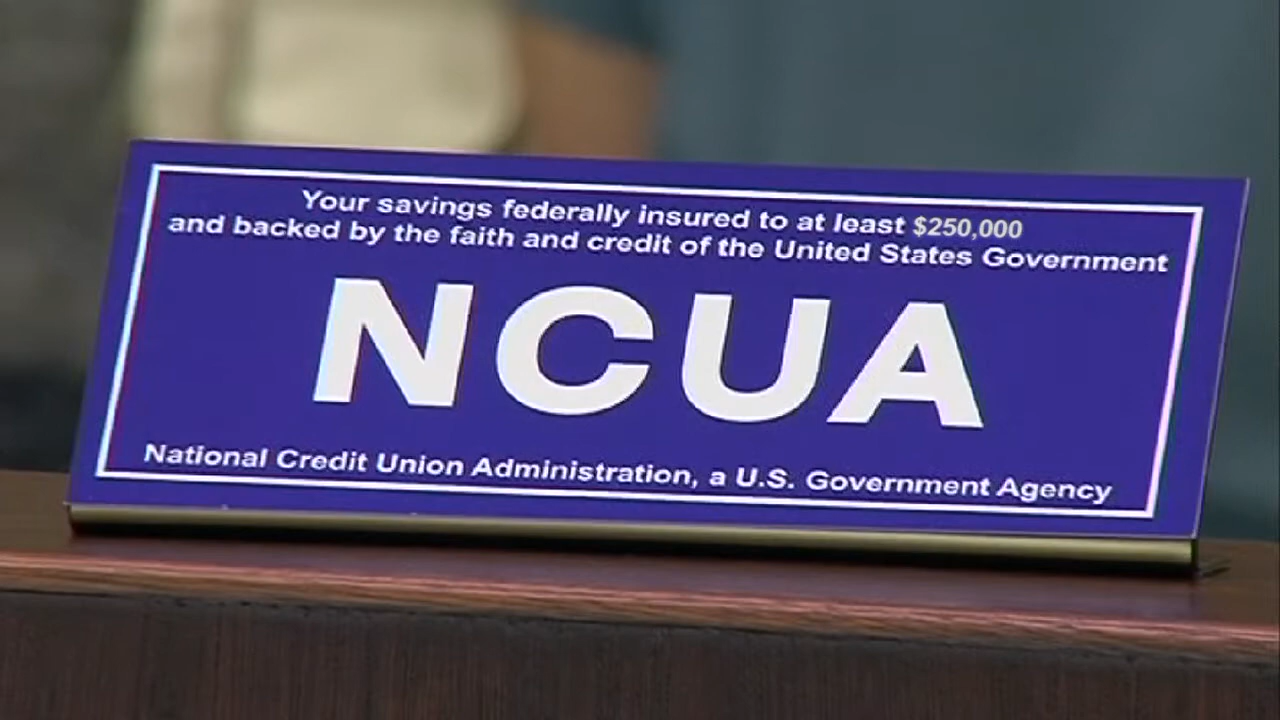 Your savings federally insured to at least $250,000
and backed by the faith and credit of the United States Government
NCUA
National Credit Union Administration, a U.S. Government Agency